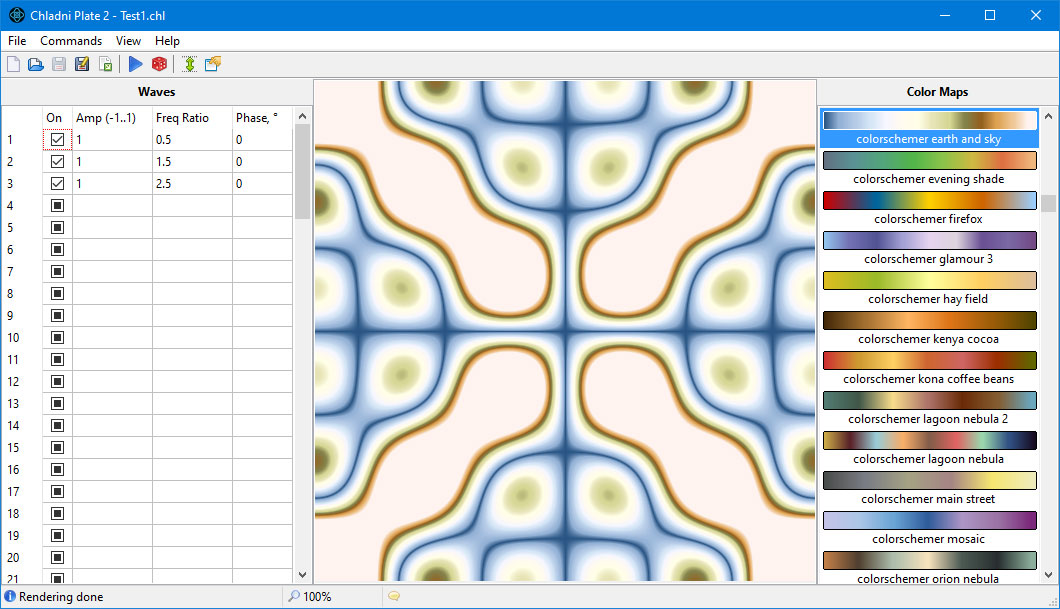 Chladni Plate 2 - Test1.chl
File Commands View Help
Waves
On Amp (-1..1) Freq Ratio Phase, °
1 1 0.5 0
2 1 1.5 0
3 1 2.5 0
4
5
6
7
8
9
10
11
12
13
14
15
16
17
18
19
20
21
Color Maps
colorschemer earth and sky
colorschemer evening shade
colorschemer firefox
colorschemer glamour 3
colorschemer hay field
colorschemer kenya cocoa
colorschemer kona coffee beans
colorschemer lagoon nebula 2
colorschemer lagoon nebula
colorschemer main street
colorschemer mosaic
colorschemer orion nebula
Rendering done
100%